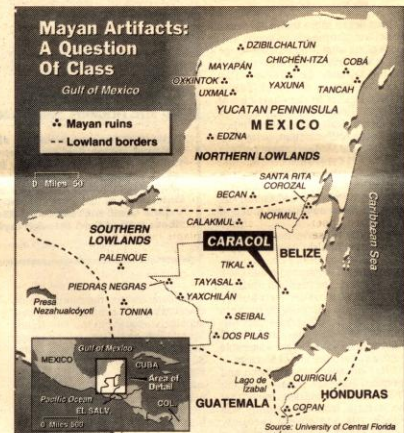 Mayan Artifacts:
A Question
Of Class
Gulf of Mexico
Mayan ruins
Lowland borders
0 Miles 50
DZIBILCHALTÚN
MAYAPÁN
CHICHÉN-ITZÁ
COBÁ
OXKINTOK
UXMAL
YAXUNA
TANCAH
YUCATAN PENNINSULA
MEXICO
EDZNA
NORTHERN LOWLANDS
SANTA RITA
COROZAL
BECAN
NOHMUL
Caribbean Sea
CALAKMUL
SOUTHERN
LOWLANDS
CARACOL
BELIZE
PALENQUE
TIKAL
PIEDRAS NEGRAS
TAYASAL
YAXCHILÁN
Presa
Nezahualcóyotl
TONINA
SEIBAL
DOS PILAS
Gulf of Mexico
MEXICO
CUBA
Area of
Detail
Pacific Ocean
EL SALV
COL
0 Miles 500
Lago de
Izabal
QUIRIGUÁ
GUATEMALA
HONDURAS
COPAN
Source: University of Central Florida